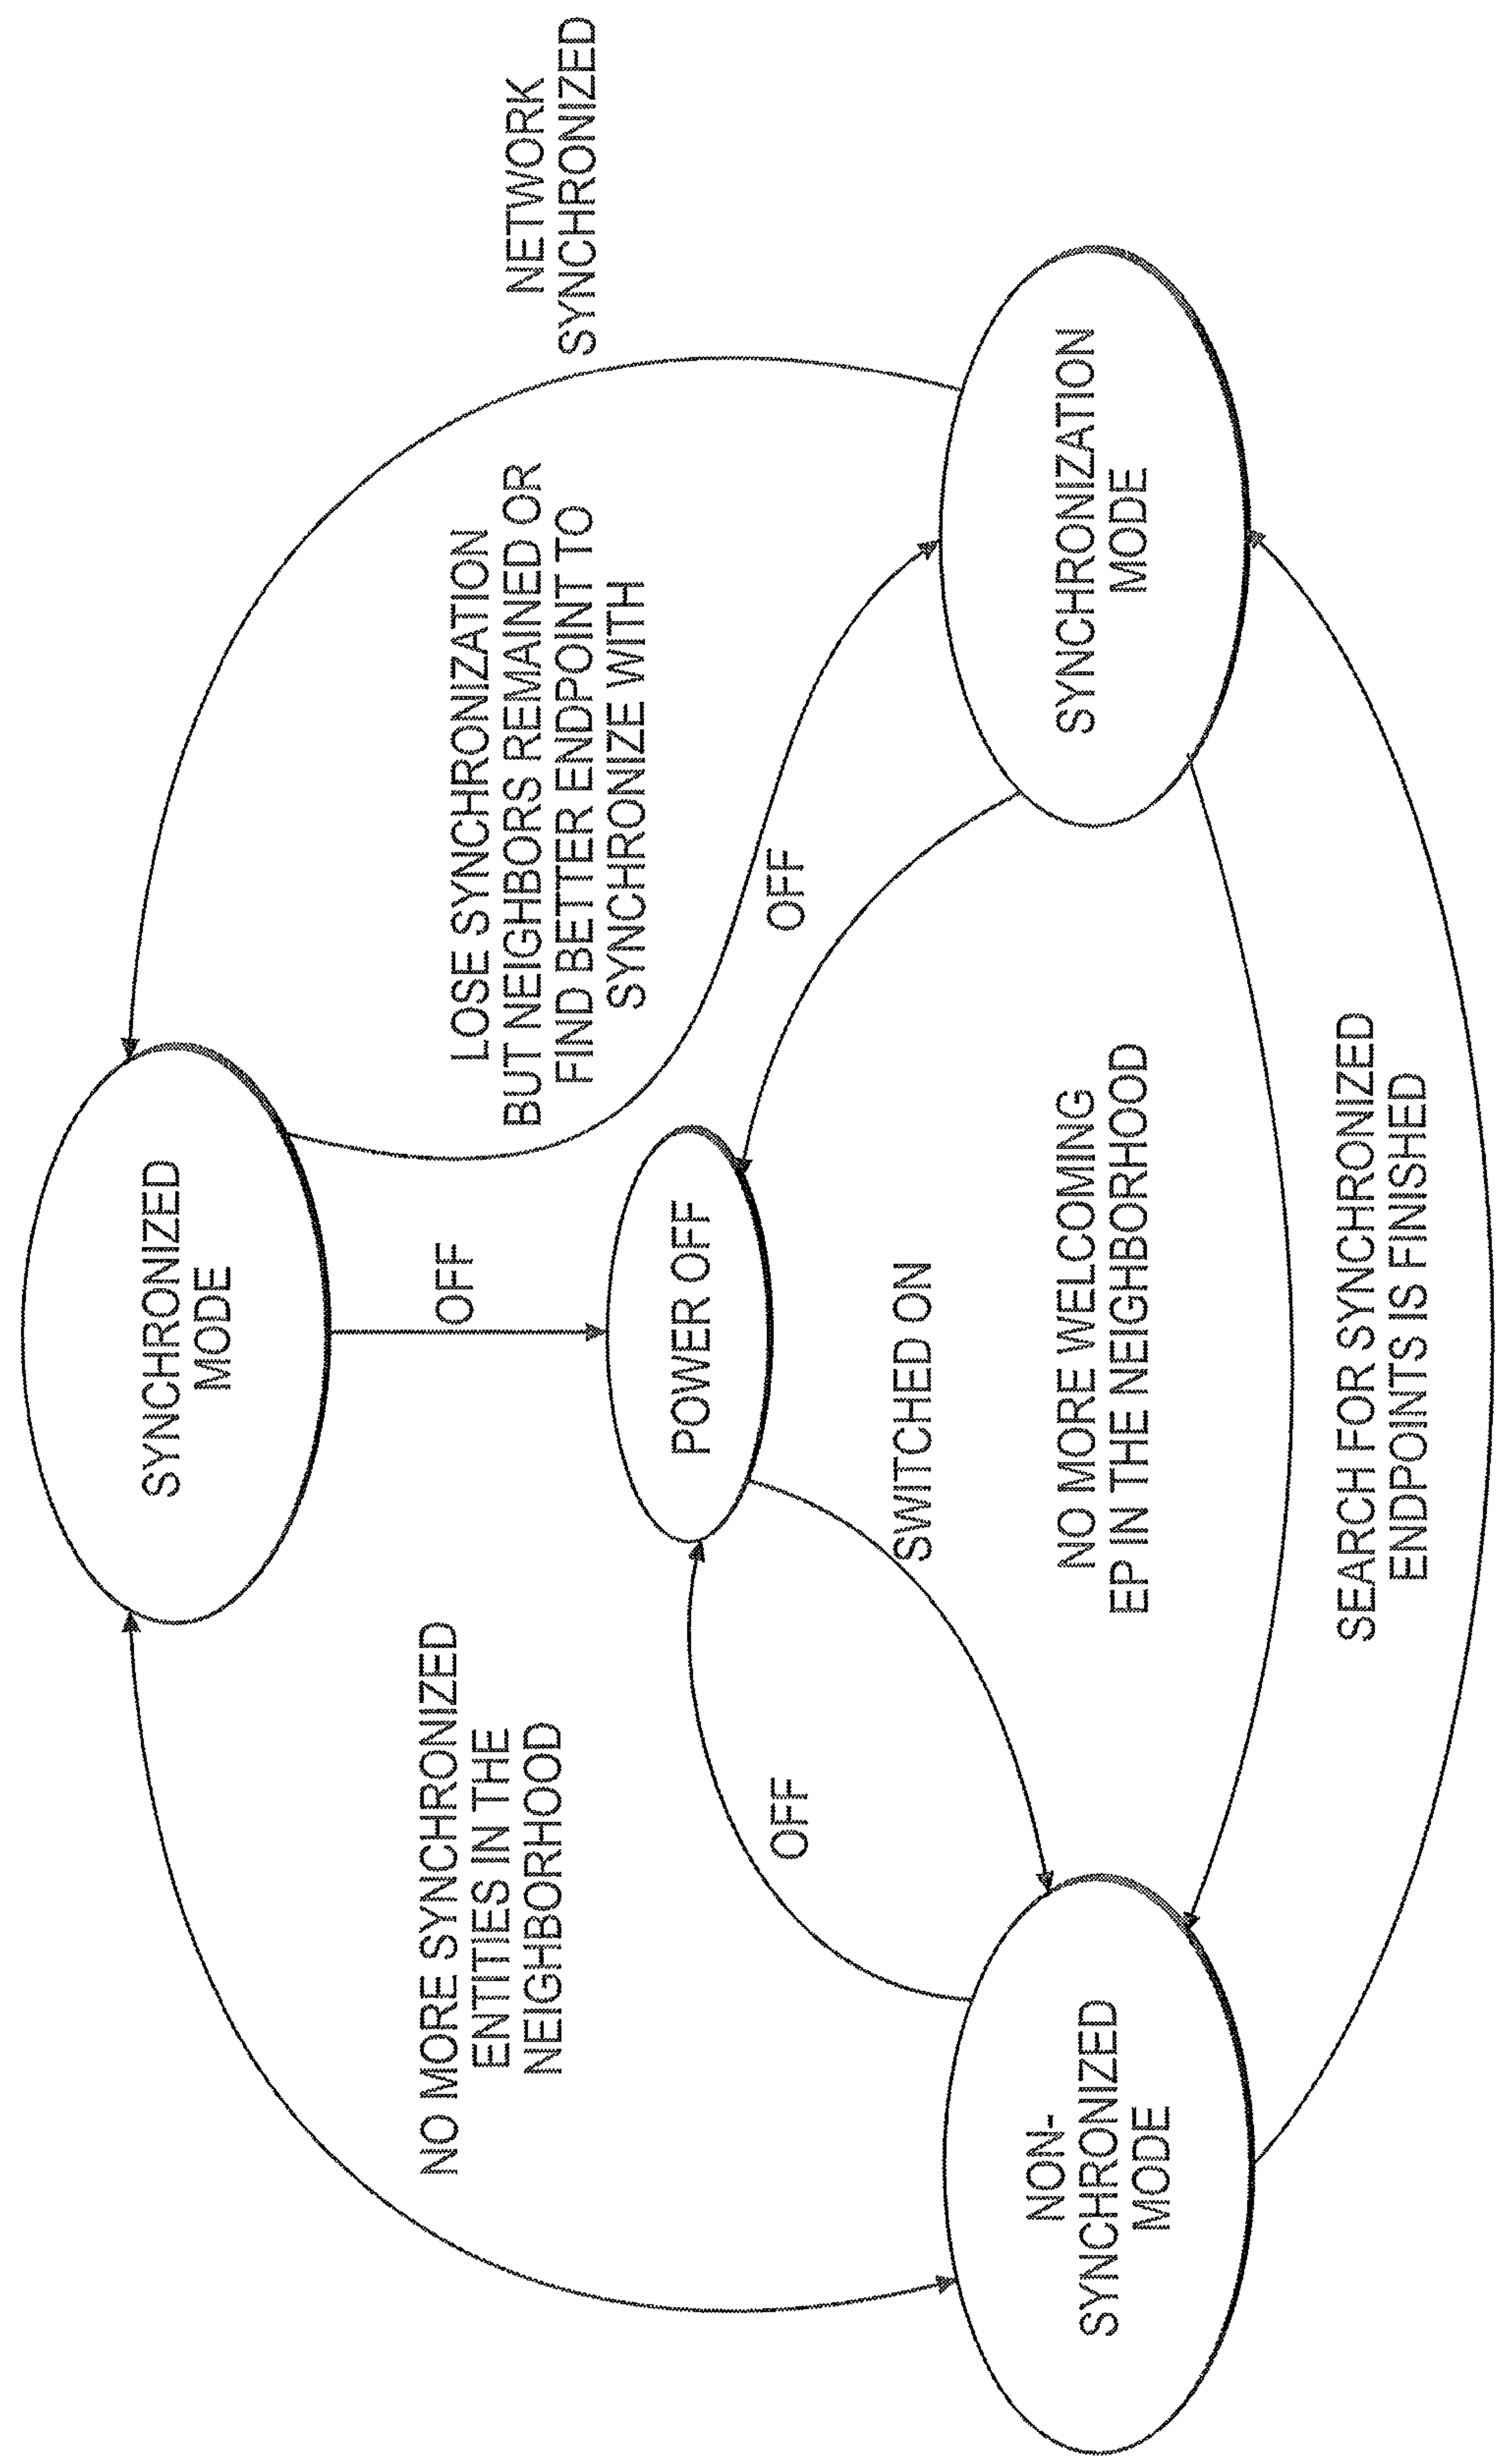 SYNCHRONIZED
MODE
NO MORE SYNCHRONIZED
ENTITIES IN THE
NEIGHBORHOOD
OFF
LOSE SYNCHRONIZATION
BUT NEIGHBORS REMAINED OR
FIND BETTER ENDPOINT TO
SYNCHRONIZE WITH
NETWORK
SYNCHRONIZED
POWER OFF
OFF
OFF
SWITCHED ON
NON-
SYNCHRONIZED
MODE
NO MORE WELCOMING
EP IN THE NEIGHBORHOOD
SYNCHRONIZATION
MODE
SEARCH FOR SYNCHRONIZED
ENDPOINTS IS FINISHED